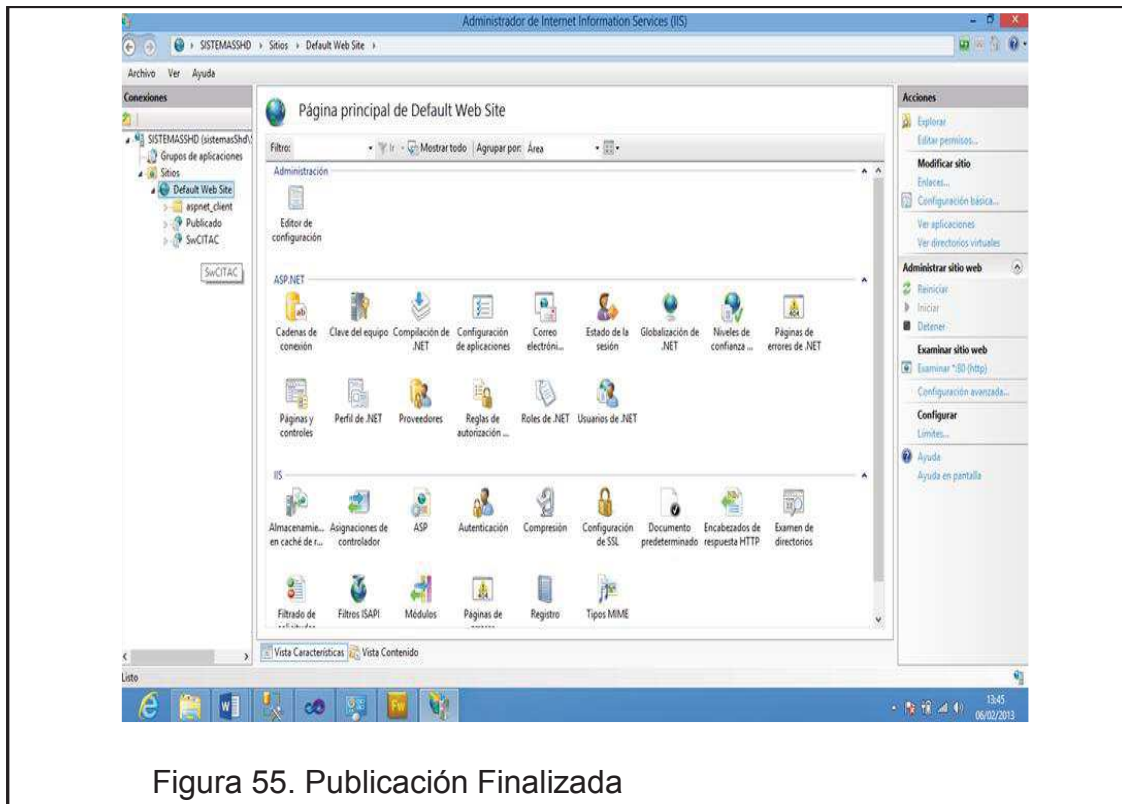 Administrador de Internet Information Services (IIS)
SISTEMASSHD Sitios Default Web Site
Archivo Ver Ayuda
Conexiones
SISTEMASSHD (sistemasShd\
Grupos de aplicaciones
Sitios
Default Web Site
aspnet_client
Publicado
SwCITAC
SwCITAC
Página principal de Default Web Site
Filtro: Ir Mostrar todo Agrupar por: Área
Administración
Editor de
configuración
ASP.NET
Cadenas de
conexión
Clave del equipo
Compilación de
.NET
Configuración
de aplicaciones
Correo
electróni...
Estado de la
sesión
Globalización de
.NET
Niveles de
confianza ...
Páginas de
errores de .NET
Páginas y
controles
Perfil de .NET
Proveedores
Reglas de
autorización ...
Roles de .NET
Usuarios de .NET
IIS
Almacenamie...
en caché de r...
Asignaciones de
controlador
ASP
Autenticación
Compresión
Configuración
de SSL
Documento
predeterminado
Encabezados de
respuesta HTTP
Examen de
directorios
Filtrado de
Filtros ISAPI
Módulos
Páginas de
Registro
Tipos MIME
Vista Características Vista Contenido
Acciones
Explorar
Editar permisos...
Modificar sitio
Enlaces...
Configuración básica...
Ver aplicaciones
Ver directorios virtuales
Administrar sitio web
Reiniciar
Iniciar
Detener
Examinar sitio web
Examinar *:80 (http)
Configuración avanzada...
Configurar
Límites...
Ayuda
Ayuda en pantalla
Listo
Fw
13:45
06/02/2013
Figura 55. Publicación Finalizada